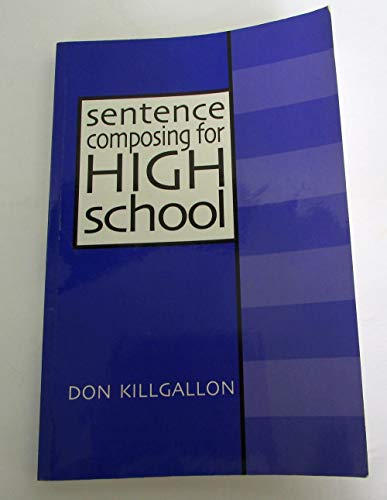 sentence
composing for
HIGH
school
DON KILLGALLON